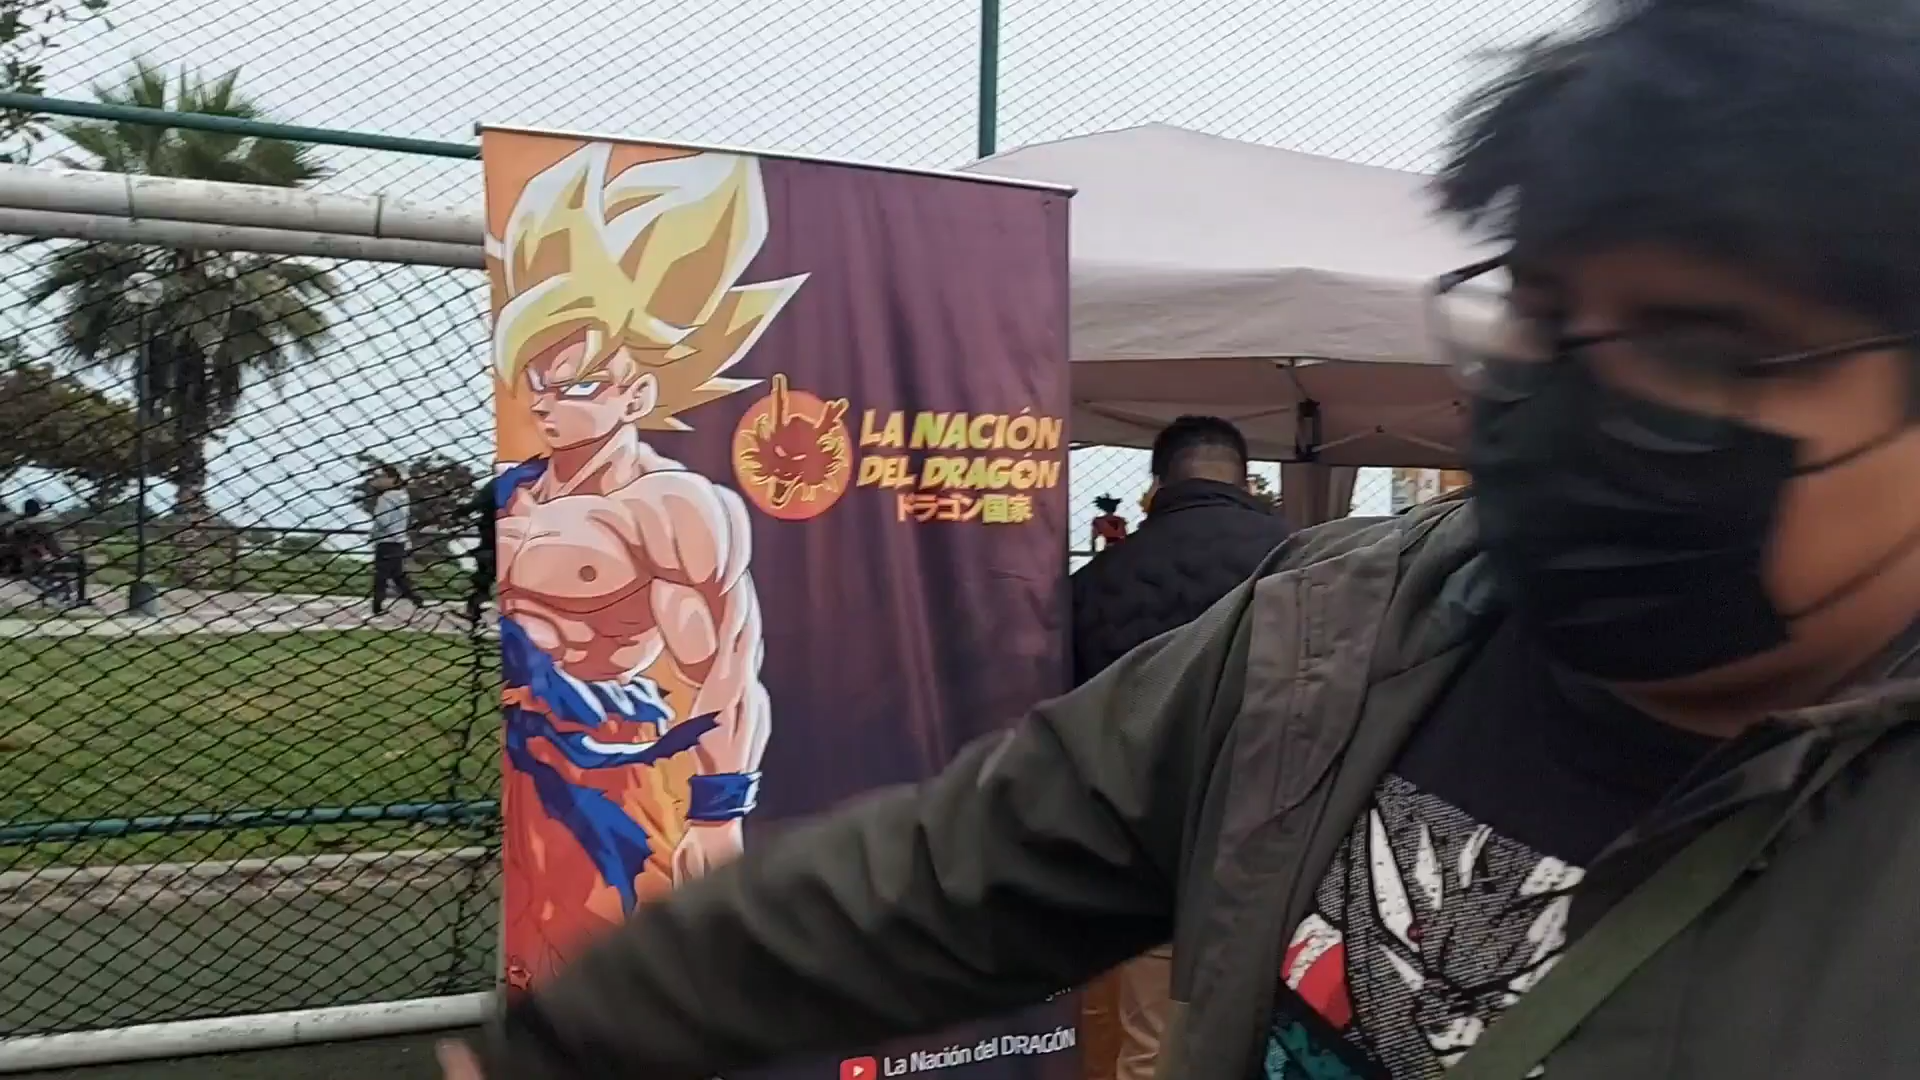 LA NACIÓN
DEL DRAGÓN
ドラゴン国家
La Nación del DRAGÓN